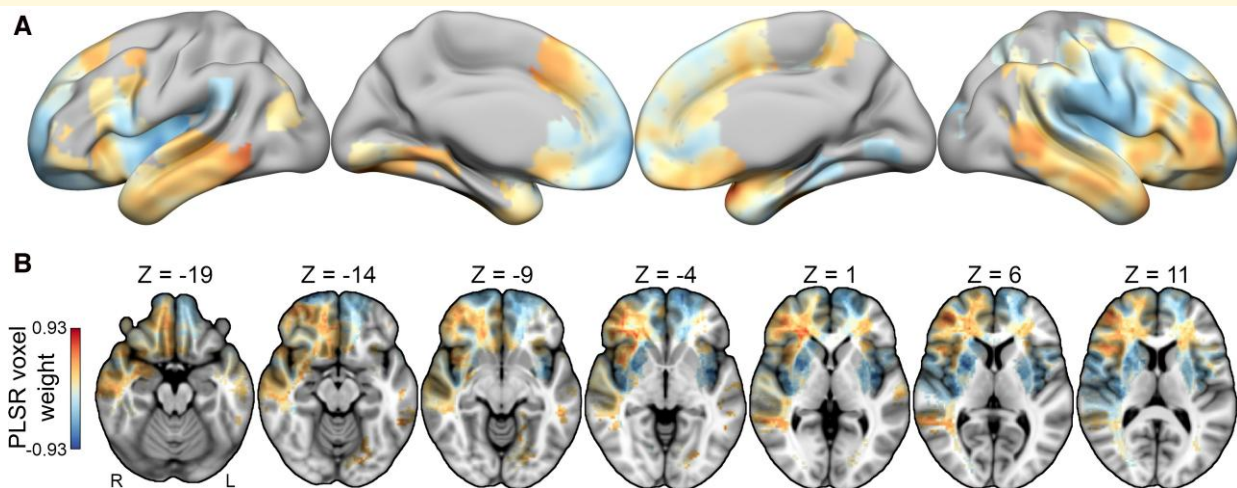 A
B
Z = -19 Z = -14 Z = -9 Z = -4 Z = 1 Z = 6 Z = 11
PLSR voxel
weight
0.93
-0.93
R L